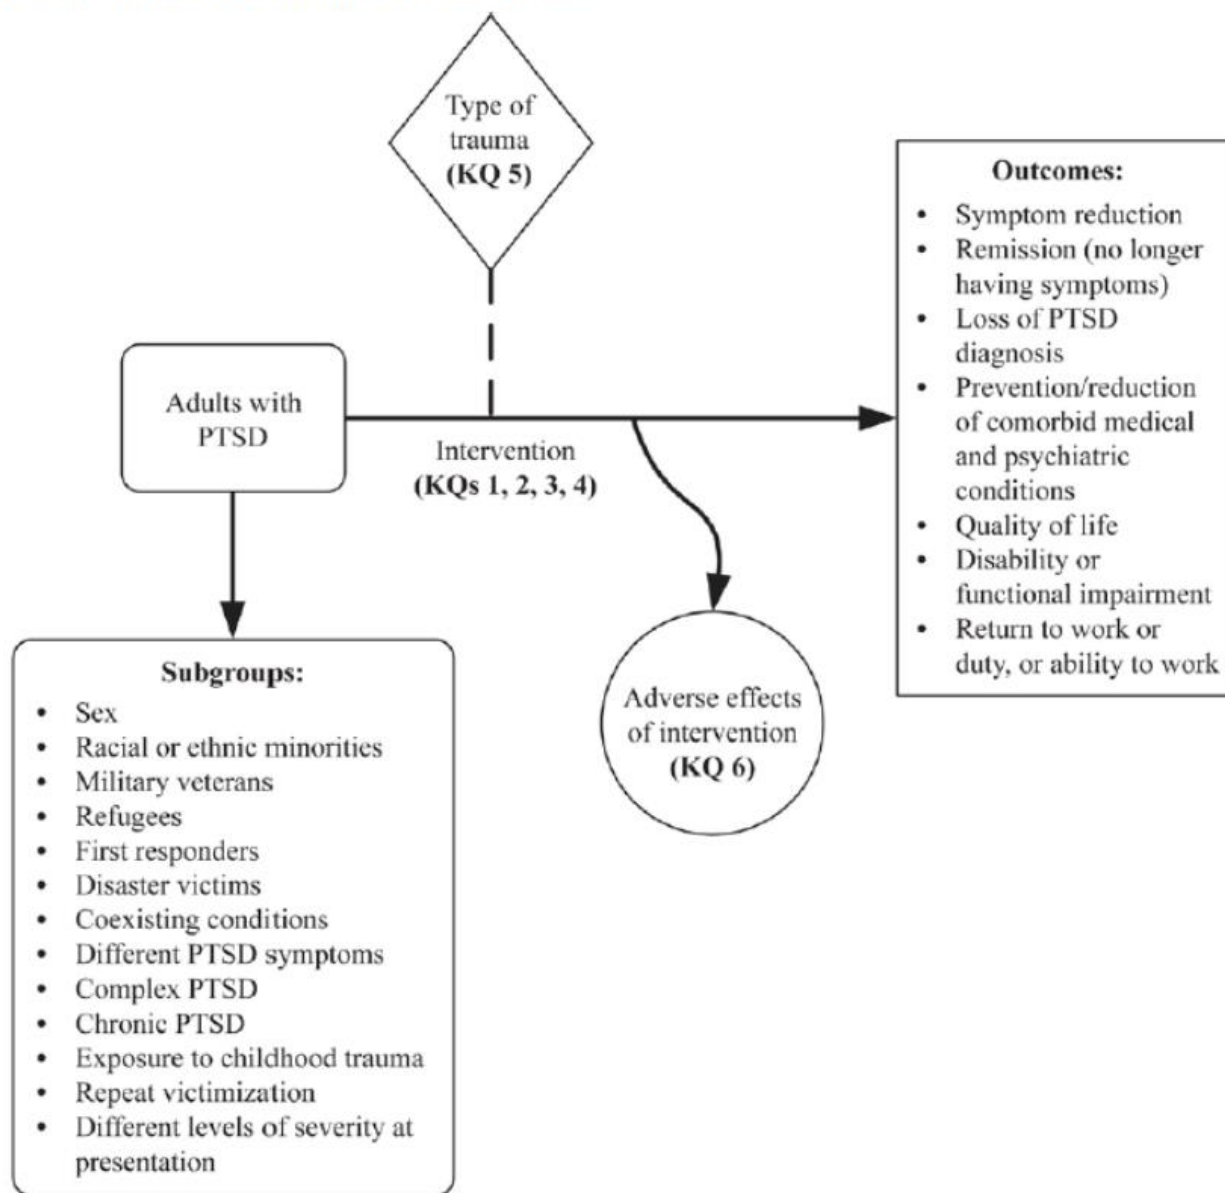 Type of
trauma
(KQ 5)
Adults with
PTSD
Intervention
(KQs 1, 2, 3, 4)
Outcomes:
• Symptom reduction
• Remission (no longer
having symptoms)
• Loss of PTSD
diagnosis
• Prevention/reduction
of comorbid medical
and psychiatric
conditions
• Quality of life
• Disability or
functional impairment
• Return to work or
duty, or ability to work
Adverse effects
of intervention
(KQ 6)
Subgroups:
• Sex
• Racial or ethnic minorities
• Military veterans
• Refugees
• First responders
• Disaster victims
• Coexisting conditions
• Different PTSD symptoms
• Complex PTSD
• Chronic PTSD
• Exposure to childhood trauma
• Repeat victimization
• Different levels of severity at
presentation